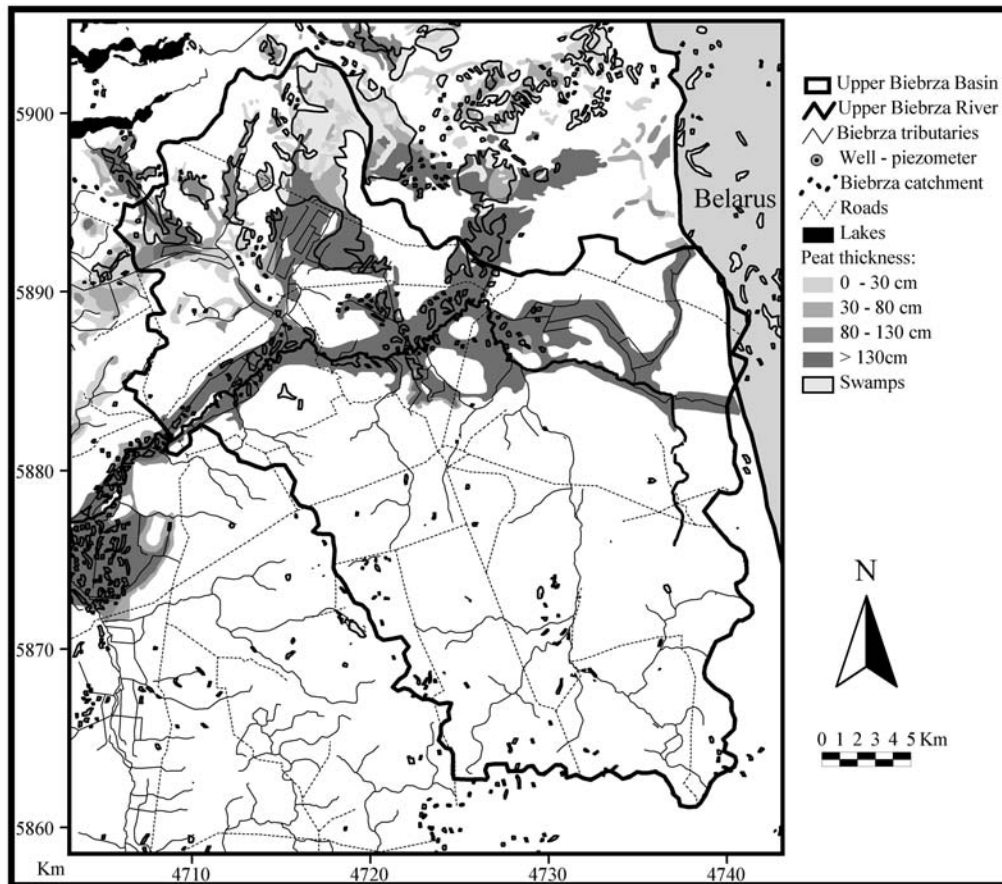 5900
5890
5880
5870
5860
Km
4710
4720
4730
4740
Belarus
Upper Biebrza Basin
Upper Biebrza River
Biebrza tributaries
Well - piezometer
Biebrza catchment
Roads
Lakes
Peat thickness:
0 - 30 cm
30 - 80 cm
80 - 130 cm
> 130cm
Swamps
N
0 1 2 3 4 5 Km